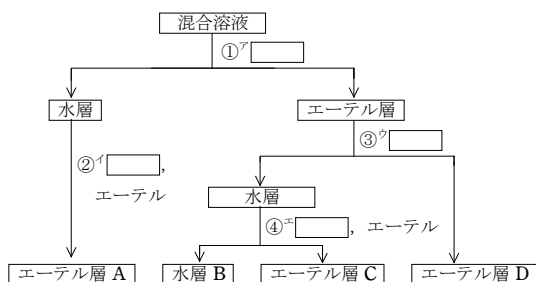 混合溶液
①ア
水層
エーテル層
②イ ,
エーテル
③ウ
水層
④エ , エーテル
エーテル層 A
水層 B
エーテル層 C
エーテル層 D